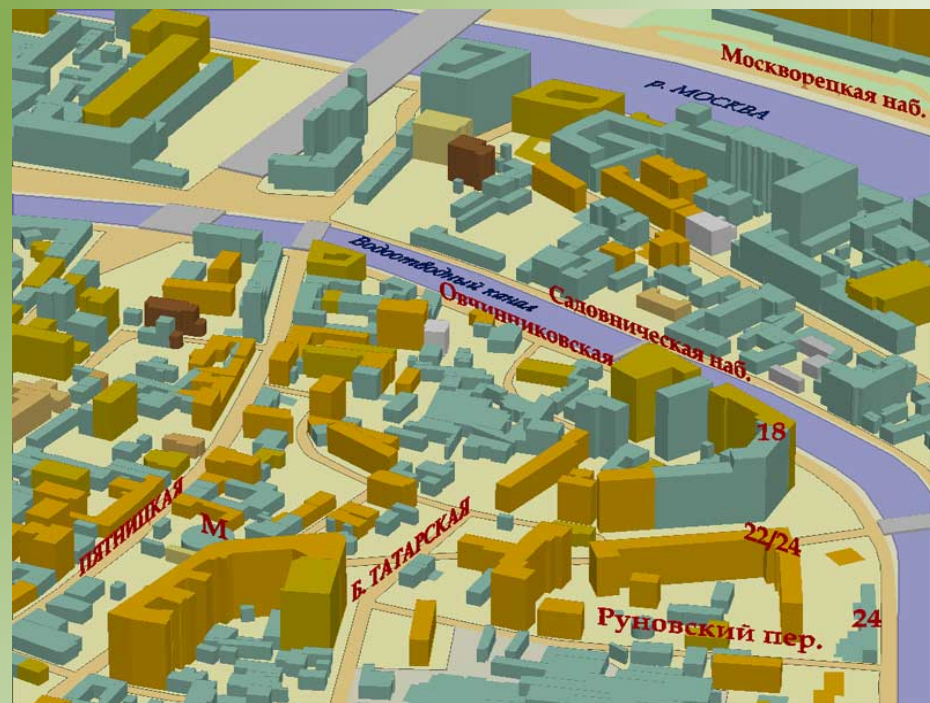 Москворецкая наб.
р. МОСКВА
Водоотводный канал
Овчинниковская
Садовническая наб.
18
ПЯТНИЦКАЯ
М
Б. ТАТАРСКАЯ
22/24
24
Руновский пер.